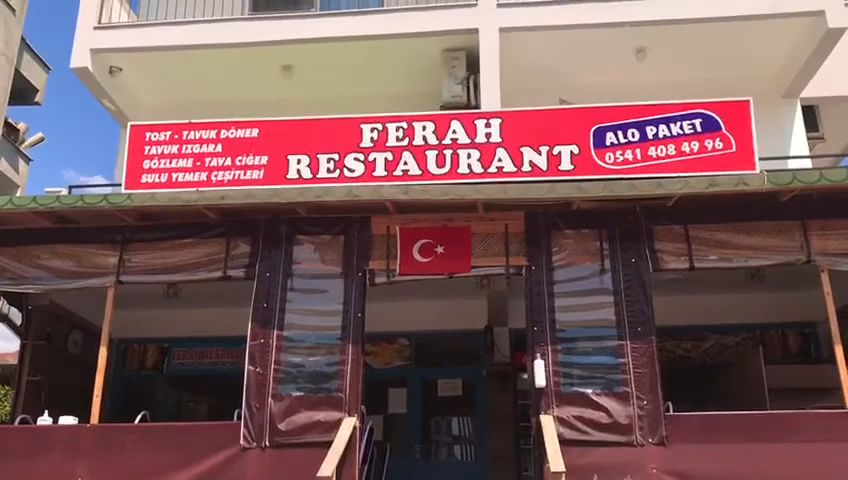 TOST - TAVUK DÖNER
TAVUK IZGARA
GÖZLEME - TAVA CİĞER
SULU YEMEK ÇEŞİTLERİ
FERAH
RESTAURANT
ALO PAKET
0541 408 49 96